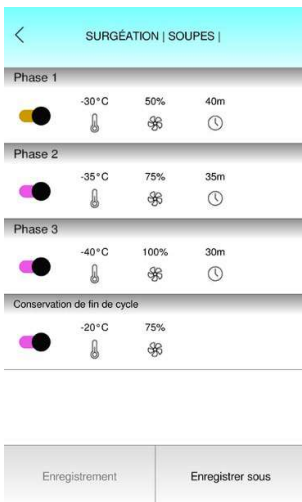 SURGÉATION | SOUPES |
Phase 1
-30°C 50% 40m
Phase 2
-35°C 75% 35m
Phase 3
-40°C 100% 30m
Conservation de fin de cycle
-20°C 75%
Enregistrement Enregistrer sous